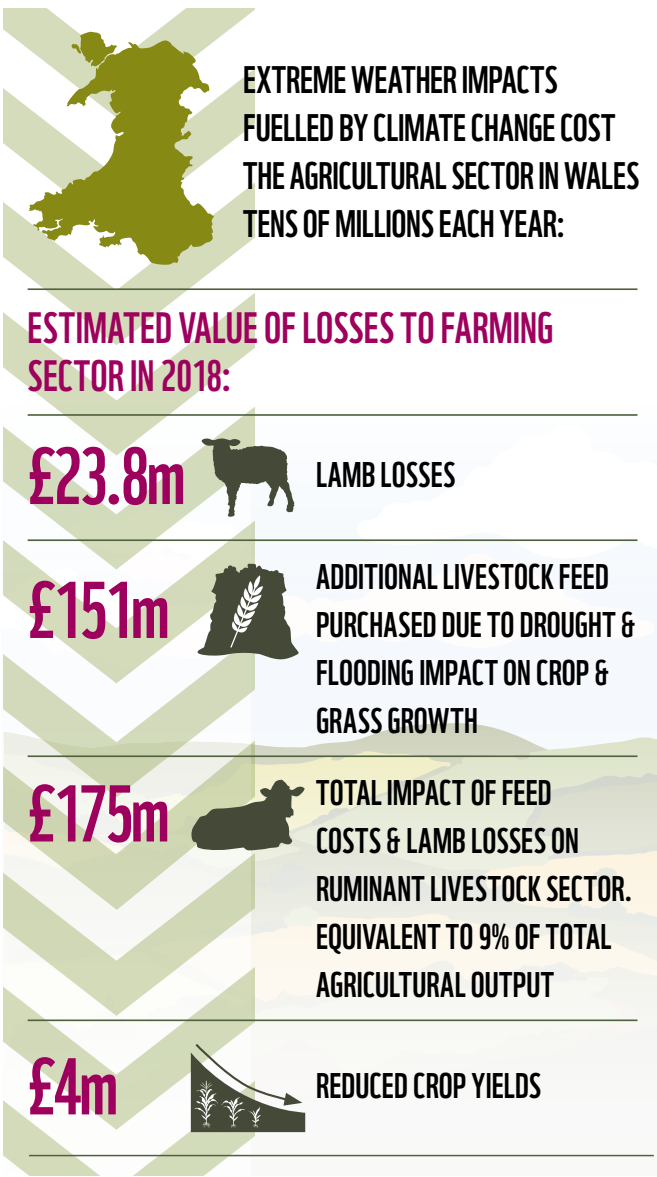 EXTREME WEATHER IMPACTS
FUELLED BY CLIMATE CHANGE COST
THE AGRICULTURAL SECTOR IN WALES
TENS OF MILLIONS EACH YEAR:
ESTIMATED VALUE OF LOSSES TO FARMING
SECTOR IN 2018:
£23.8m
LAMB LOSSES
£151m
ADDITIONAL LIVESTOCK FEED
PURCHASED DUE TO DROUGHT &
FLOODING IMPACT ON CROP &
GRASS GROWTH
£175m
TOTAL IMPACT OF FEED
COSTS & LAMB LOSSES ON
RUMINANT LIVESTOCK SECTOR.
EQUIVALENT TO 9% OF TOTAL
AGRICULTURAL OUTPUT
£4m
REDUCED CROP YIELDS